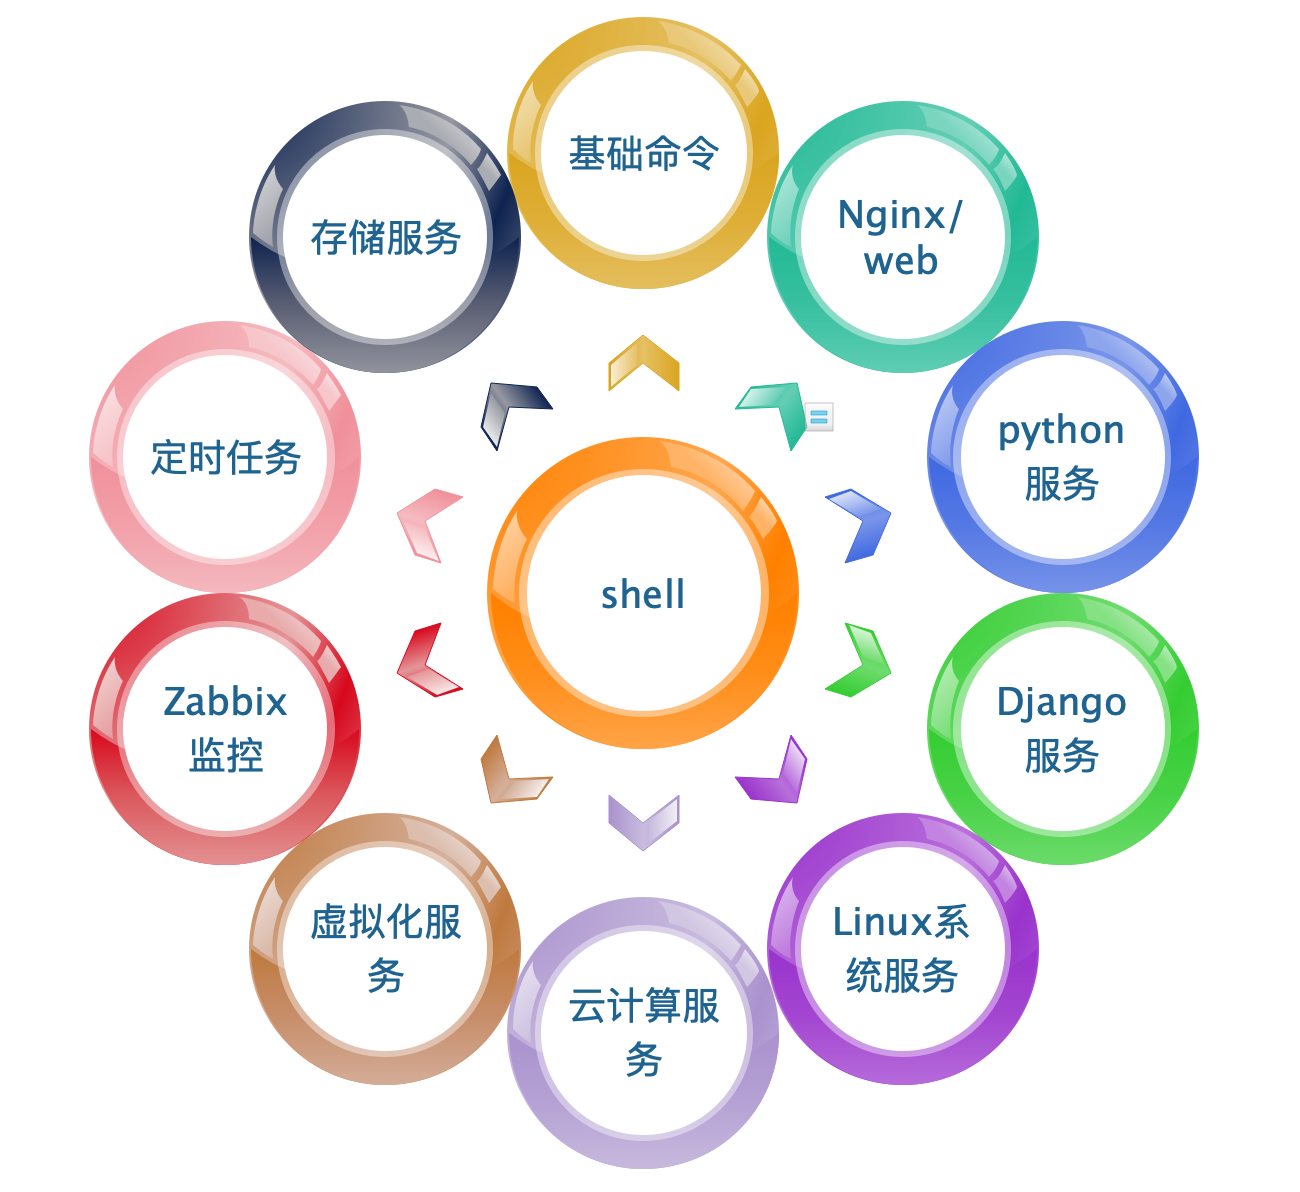 基础命令
Nginx/
web
python
服务
Django
服务
Linux系
统服务
云计算服
务
虚拟化服
务
Zabbix
监控
定时任务
存储服务
shell